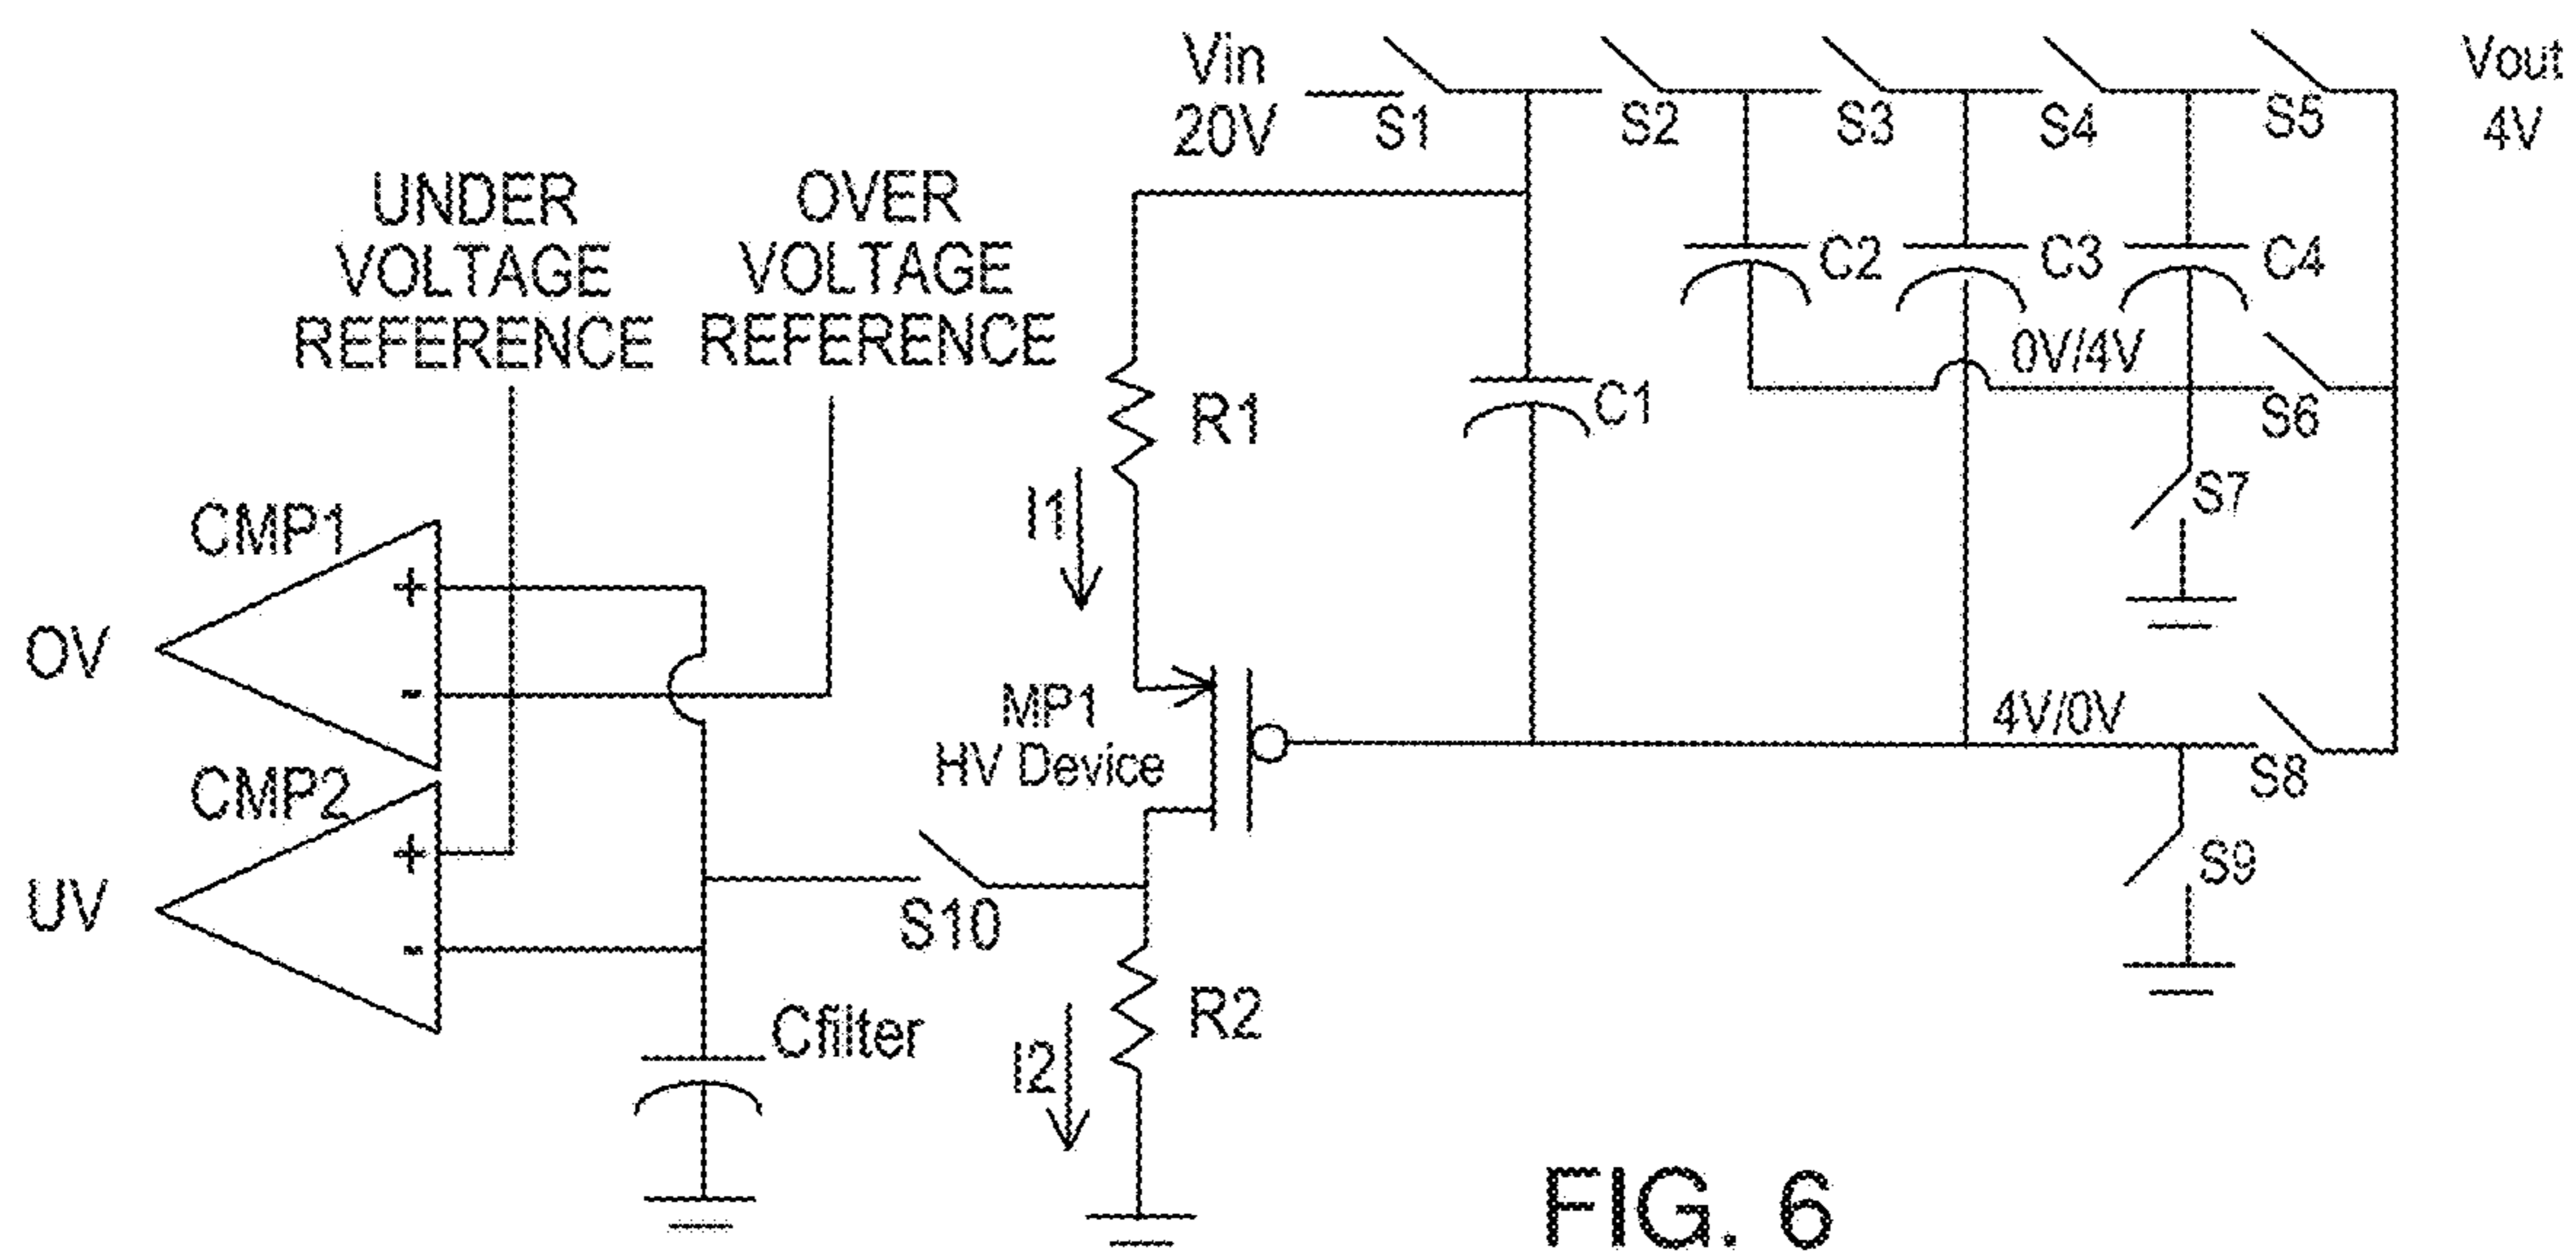 Vin
20V
S1
S2
S3
S4
S5
Vout
4V
UNDER
VOLTAGE
REFERENCE
OVER
VOLTAGE
REFERENCE
C2
C3
C4
0V/4V
S6
R1
C1
I1
S7
CMP1
+
-
OV
MP1
HV Device
4V/0V
S8
CMP2
+
-
UV
S10
S9
Cfilter
R2
I2
FIG. 6